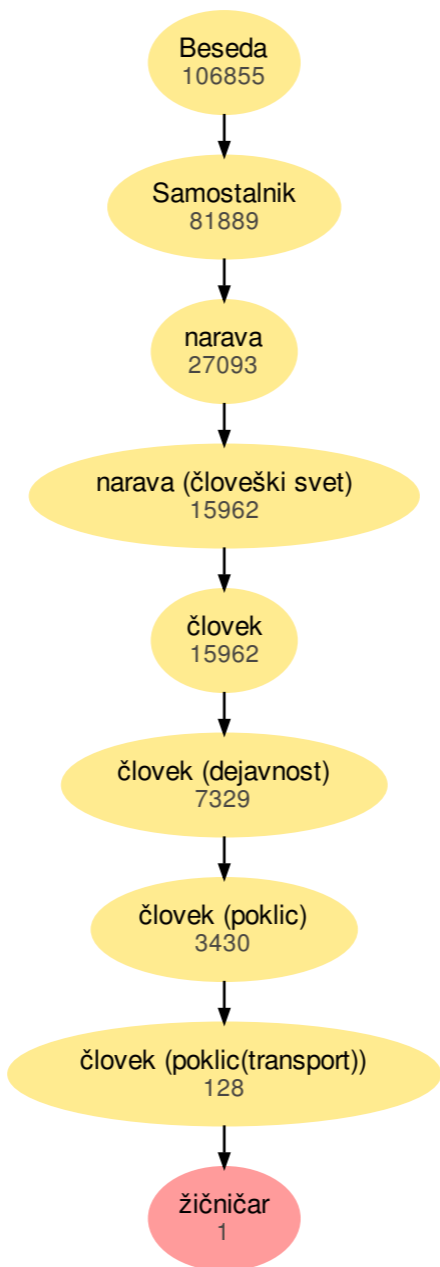 Beseda
106855
Samostalnik
81889
narava
27093
narava (človeški svet)
15962
človek
15962
človek (dejavnost)
7329
človek (poklic)
3430
človek (poklic(transport))
128
žičničar
1